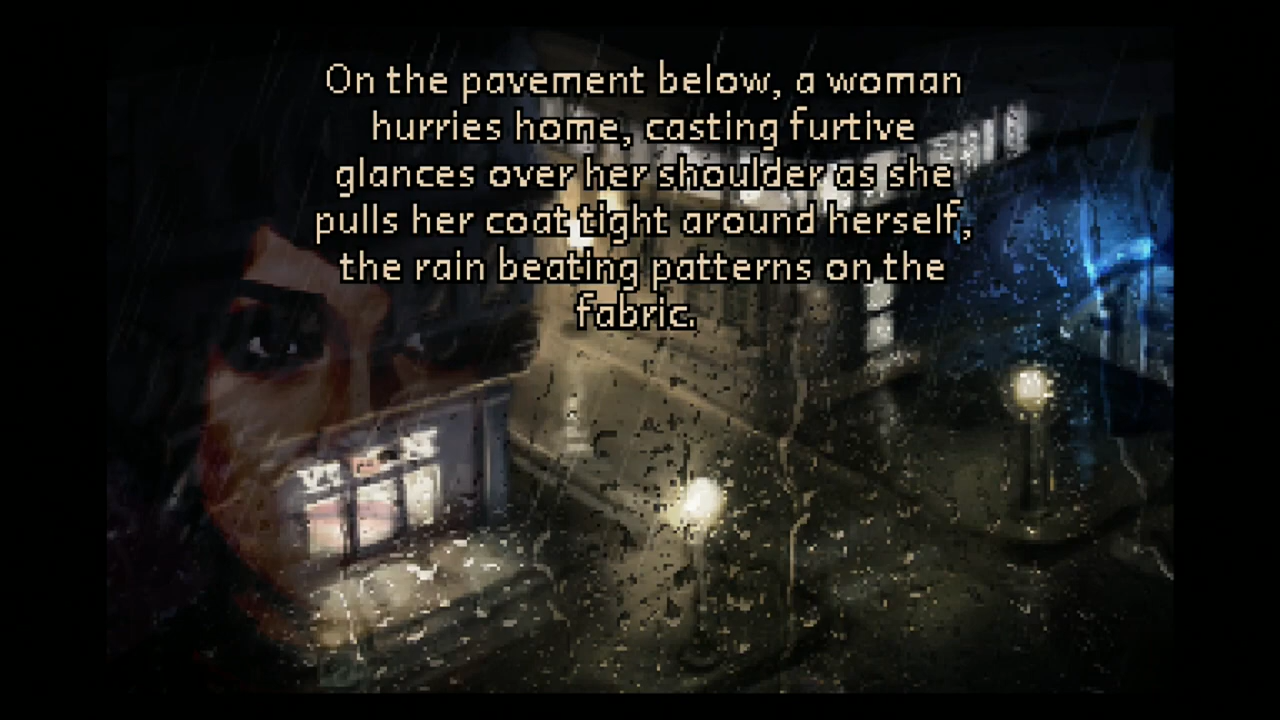 On the pavement below, a woman
hurries home, casting furtive
glances over her shoulder as she
pulls her coat tight around herself,
the rain beating patterns on the
fabric.